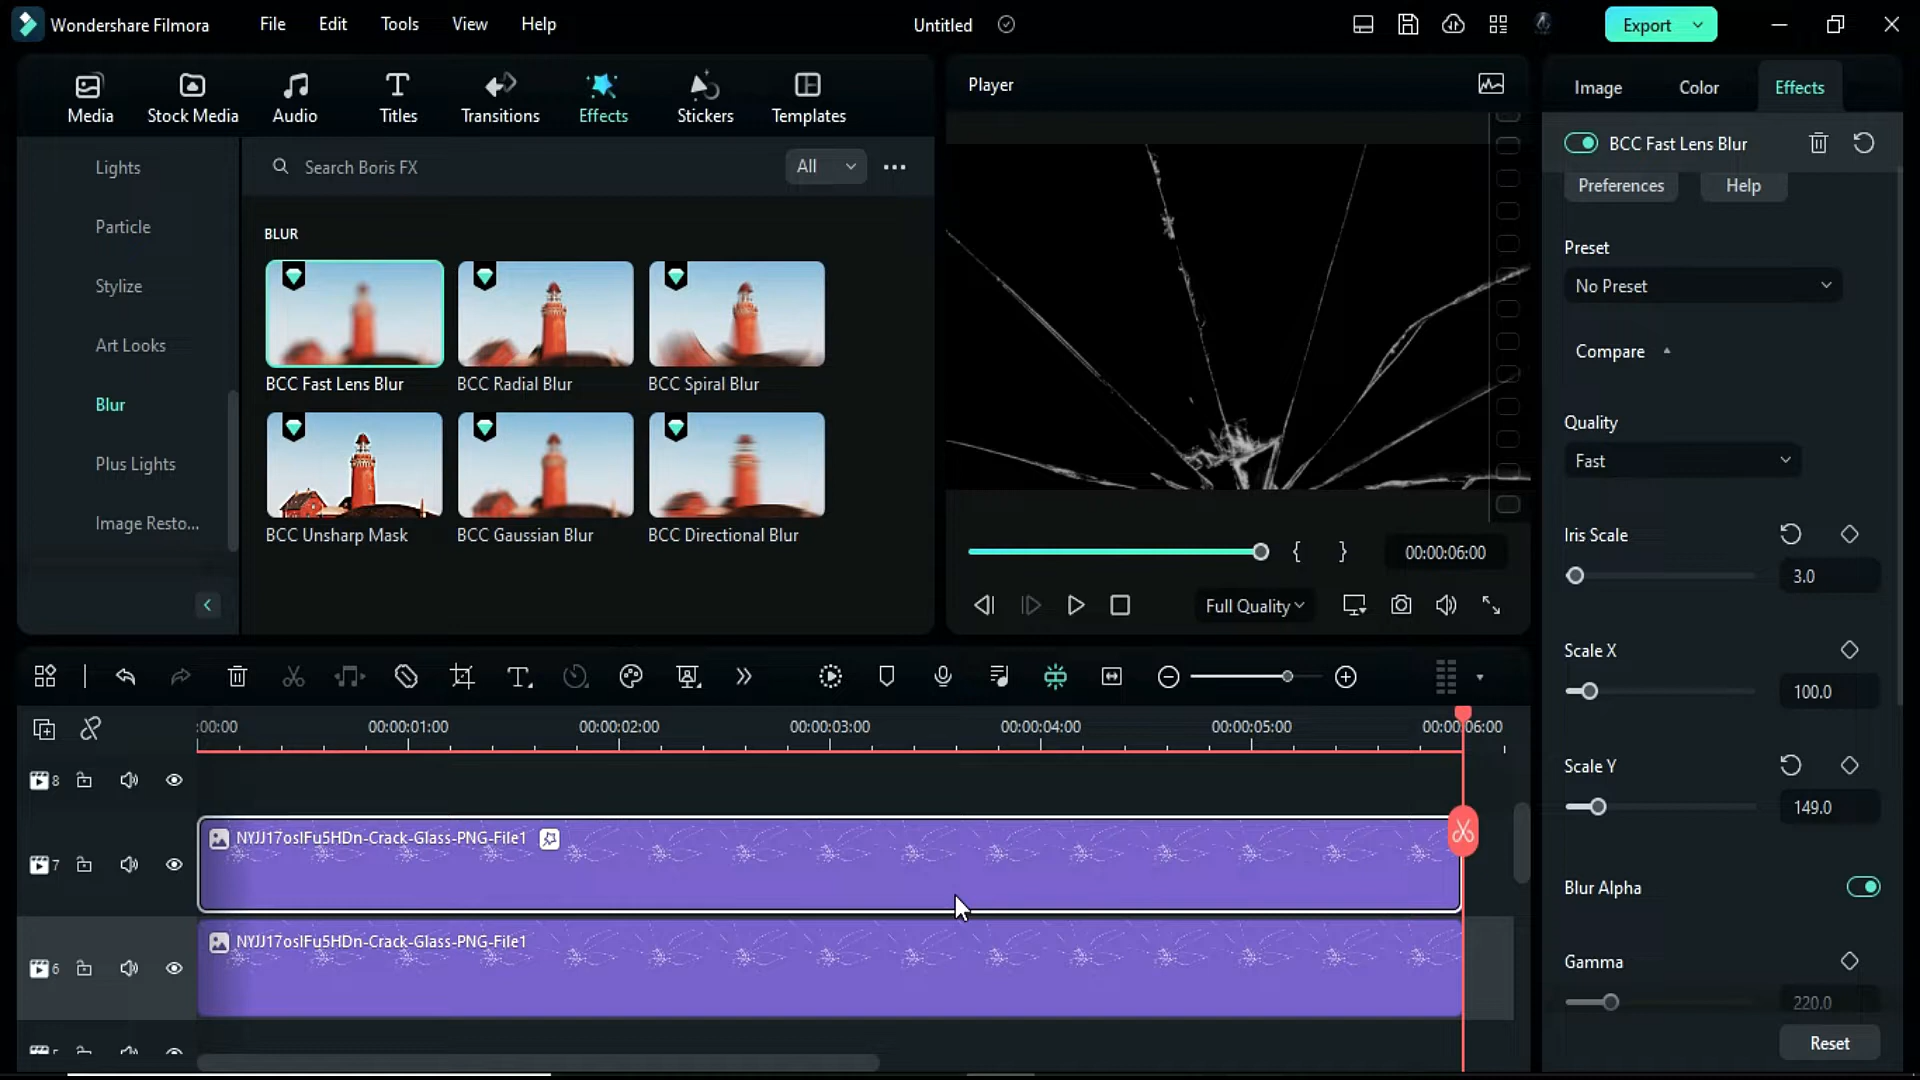 Wondershare Filmora
File
Edit
Tools
View
Help
Untitled
Export
Media
Stock Media
Audio
Titles
Transitions
Effects
Stickers
Templates
Lights
Particle
Stylize
Art Looks
Blur
Plus Lights
Image Resto...
Search Boris FX
All
BLUR
BCC Fast Lens Blur
BCC Radial Blur
BCC Spiral Blur
BCC Unsharp Mask
BCC Gaussian Blur
BCC Directional Blur
Player
00:00:06:00
Full Quality
Image
Color
Effects
BCC Fast Lens Blur
Preferences
Help
Preset
No Preset
Compare
Quality
Fast
Iris Scale
3.0
Scale X
100.0
Scale Y
149.0
Blur Alpha
Gamma
220.0
Reset
:00:00
00:00:01:00
00:00:02:00
00:00:03:00
00:00:04:00
00:00:05:00
00:00:06:00
8
7
NYJJ17oslFu5HDn-Crack-Glass-PNG-File1
6
NYJJ17oslFu5HDn-Crack-Glass-PNG-File1